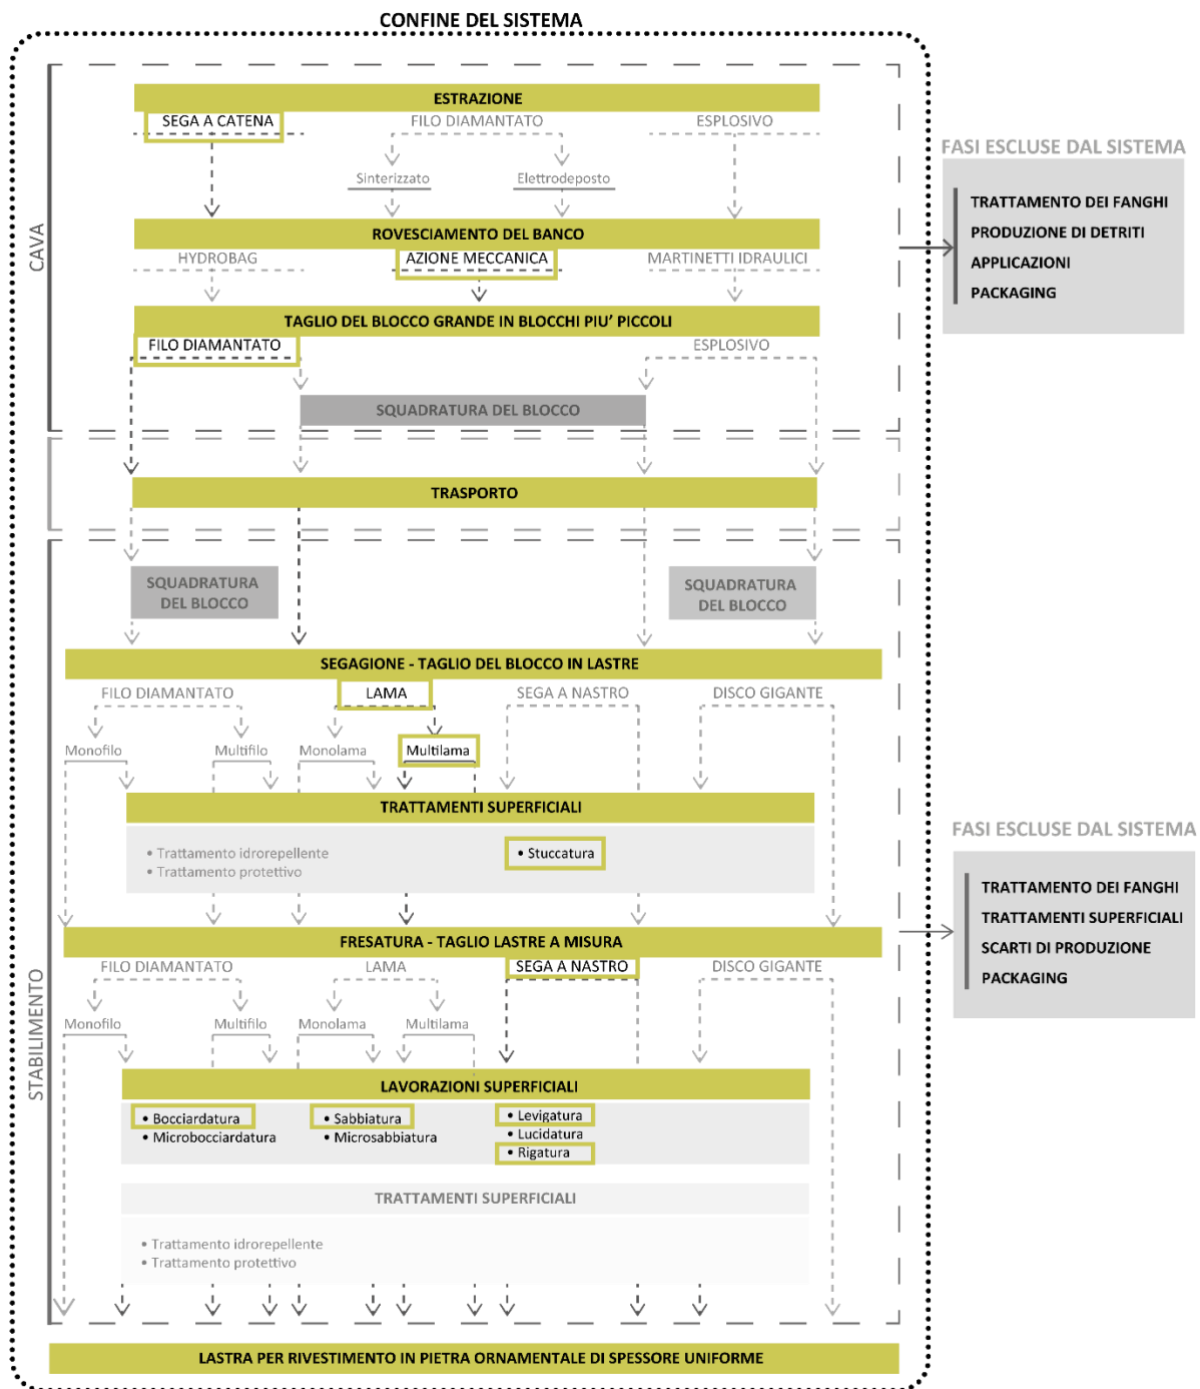 CONFINE DEL SISTEMA
CAVA
ESTRAZIONE
SEGA A CATENA
FILO DIAMANTATO
ESPLOSIVO
Sinterizzato
Elettrodeposto
ROVESCIAMENTO DEL BANCO
HYDROBAG
AZIONE MECCANICA
MARTINETTI IDRAULICI
TAGLIO DEL BLOCCO GRANDE IN BLOCCHI PIU' PICCOLI
FILO DIAMANTATO
ESPLOSIVO
SQUADRATURA DEL BLOCCO
TRASPORTO
FASI ESCLUSE DAL SISTEMA
TRATTAMENTO DEI FANGHI
PRODUZIONE DI DETRITI
APPLICAZIONI
PACKAGING
STABILIMENTO
SQUADRATURA
DEL BLOCCO
SQUADRATURA
DEL BLOCCO
SEGAGIONE - TAGLIO DEL BLOCCO IN LASTRE
FILO DIAMANTATO
LAMA
SEGA A NASTRO
DISCO GIGANTE
Monofilo
Multifilo
Monolama
Multilama
TRATTAMENTI SUPERFICIALI
• Trattamento idrorepellente
• Trattamento protettivo
• Stuccatura
FRESATURA - TAGLIO LASTRE A MISURA
FILO DIAMANTATO
LAMA
SEGA A NASTRO
DISCO GIGANTE
Monofilo
Multifilo
Monolama
Multilama
LAVORAZIONI SUPERFICIALI
• Bocciardatura
• Microbocciardatura
• Sabbiatura
• Microsabbiatura
• Levigatura
• Lucidatura
• Rigatura
TRATTAMENTI SUPERFICIALI
• Trattamento idrorepellente
• Trattamento protettivo
FASI ESCLUSE DAL SISTEMA
TRATTAMENTO DEI FANGHI
TRATTAMENTI SUPERFICIALI
SCARTI DI PRODUZIONE
PACKAGING
LASTRA PER RIVESTIMENTO IN PIETRA ORNAMENTALE DI SPESSORE UNIFORME